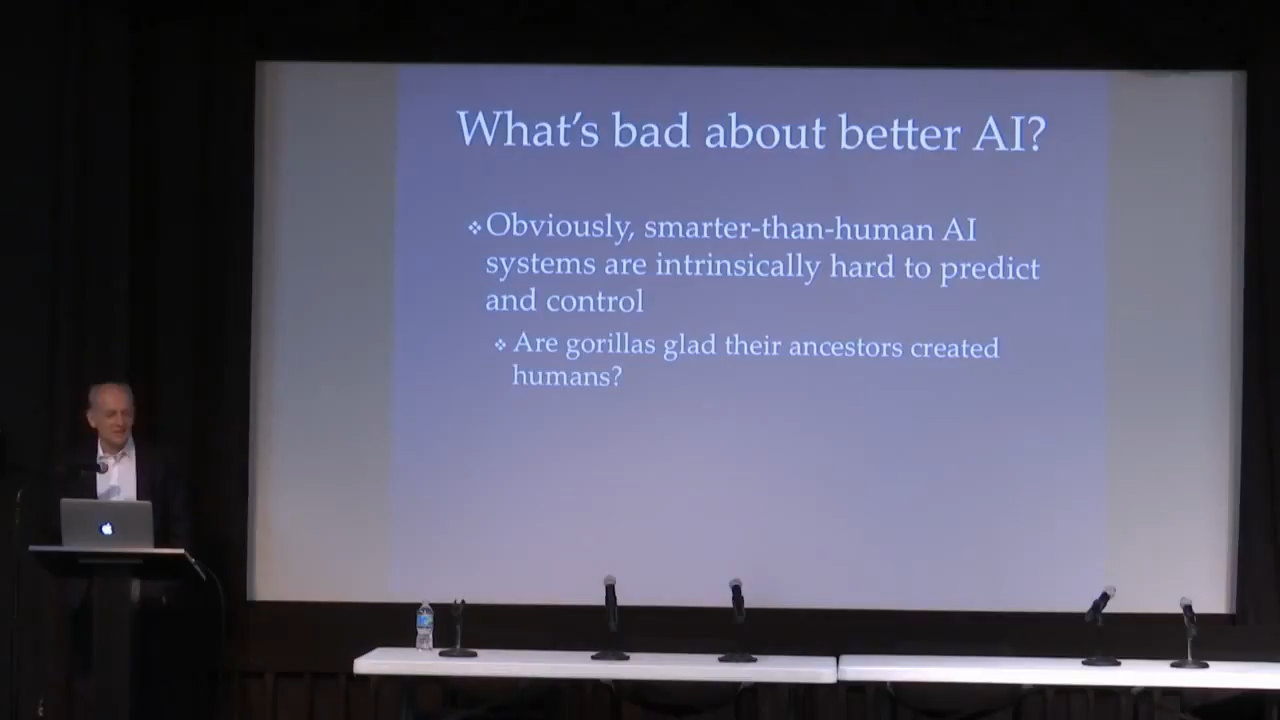 What's bad about better AI?
❖Obviously, smarter-than-human AI
systems are intrinsically hard to predict
and control
❖Are gorillas glad their ancestors created
humans?